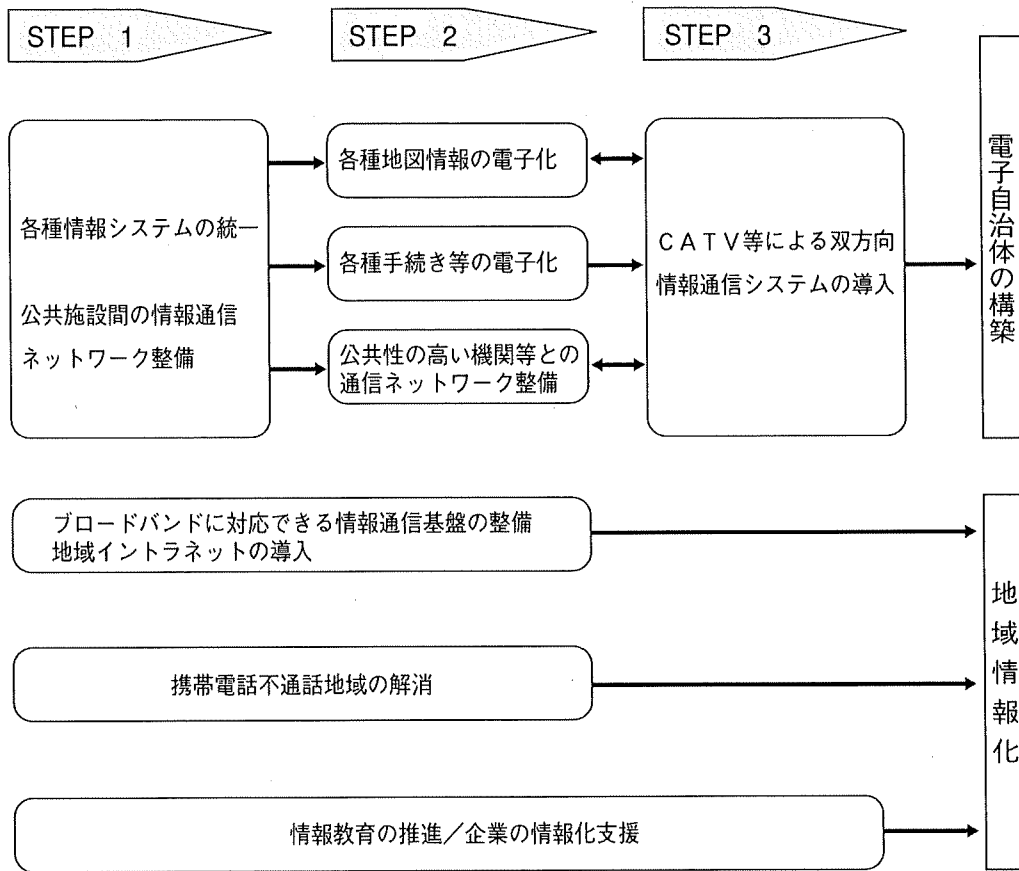 STEP 1
STEP 2
STEP 3
各種情報システムの統一
公共施設間の情報通信
ネットワーク整備
各種地図情報の電子化
各種手続き等の電子化
公共性の高い機関等との
通信ネットワーク整備
CATV等による双方向
情報通信システムの導入
電子自治体の構築
ブロードバンドに対応できる情報通信基盤の整備
地域イントラネットの導入
携帯電話不通話地域の解消
情報教育の推進/企業の情報化支援
地域情報化